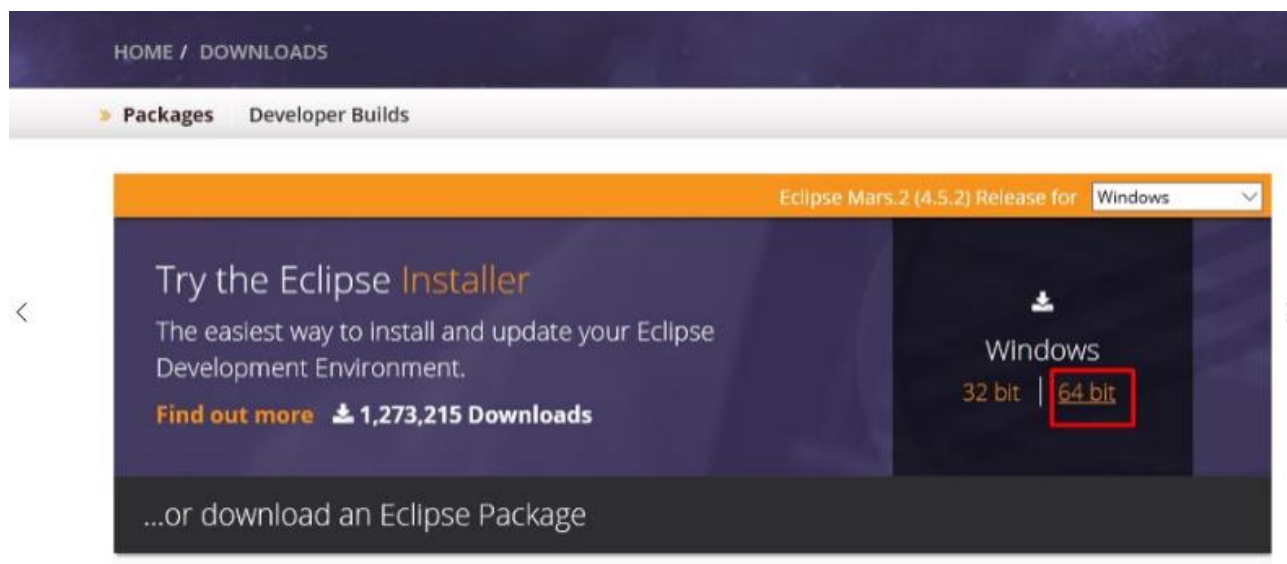 HOME / DOWNLOADS
» Packages Developer Builds
Eclipse Mars.2 (4.5.2) Release for Windows
Try the Eclipse Installer
The easiest way to install and update your Eclipse
Development Environment.
Find out more 1,273,215 Downloads
Windows
32 bit | 64 bit
...or download an Eclipse Package